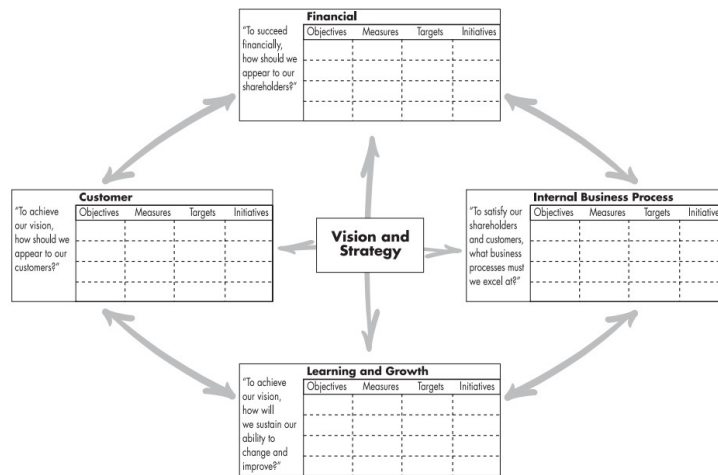 Financial
"To succeed
financially,
how should we
appear to our
shareholders?"
Objectives Measures Targets Initiatives
Customer
"To achieve
our vision,
how should we
appear to our
customers?"
Objectives Measures Targets Initiatives
Vision and
Strategy
Internal Business Process
"To satisfy our
shareholders
and customers,
what business
processes must
we excel at?"
Objectives Measures Targets Initiatives
Learning and Growth
"To achieve
our vision,
how will
we sustain our
ability to
change and
improve?"
Objectives Measures Targets Initiatives